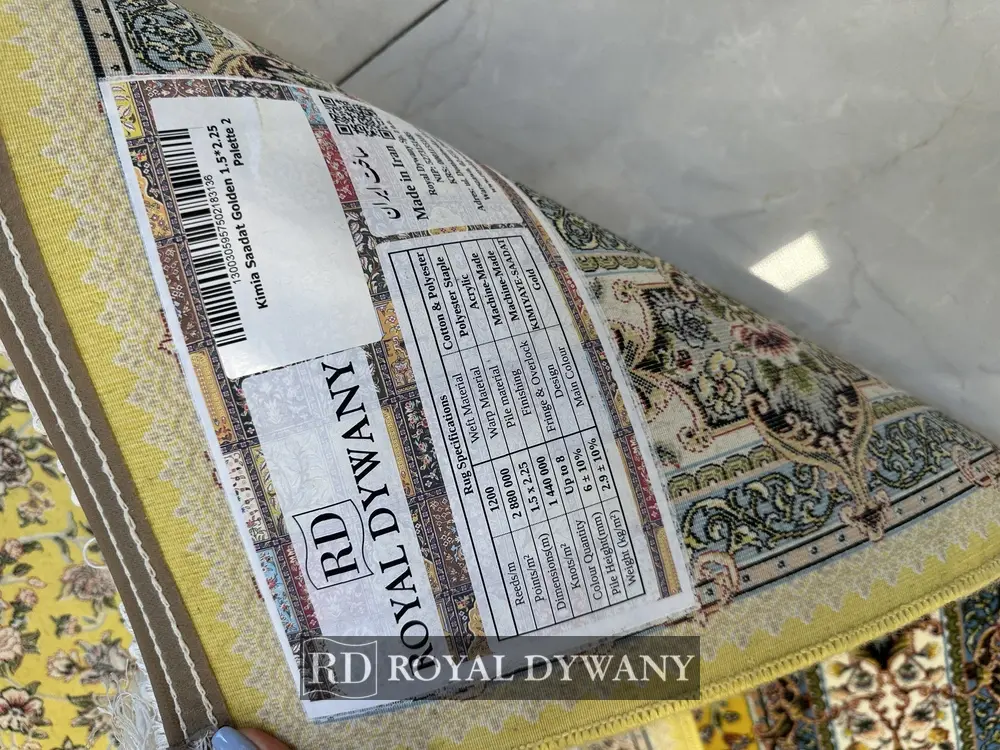 1300305957502183136
Kimia Saadat Golden 1.5*2.25
Palette 2
ساخت ایران
Made in Iran
RD
ROYAL DYWANY
Rug Specifications
Reeds/m 1200 Weft Material Cotton & Polyester
Points/m² 2 880 000 Warp Material Polyester Staple
Dimensions(m) 1.5 x 2.25 Pile material Acrylic
Knots/m² 1 440 000 Finishing Machine-Made
Colour Quantity Up to 8 Fringe & Overlock Machine-Made
Pile Height(mm) 6 ± 10% Design KIMIYAYE SAADAT
Weight (kg/m²) 2,9 ± 10% Main Colour Gold
RD ROYAL DYWANY